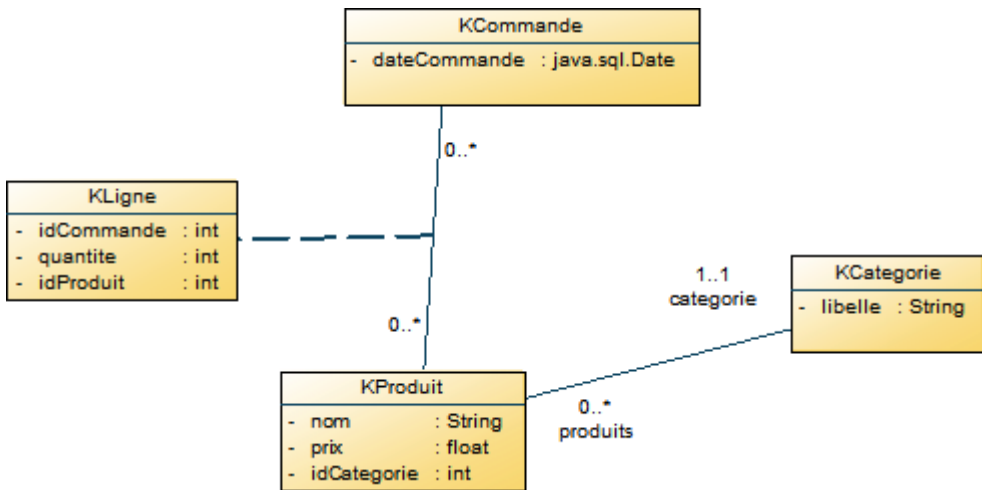 KCommande
- dateCommande : java.sql.Date
0..*
KLigne
- idCommande : int
- quantite : int
- idProduit : int
0..*
1..1
categorie
KCategorie
- libelle : String
KProduit
- nom : String
- prix : float
- idCategorie : int
0..*
produits